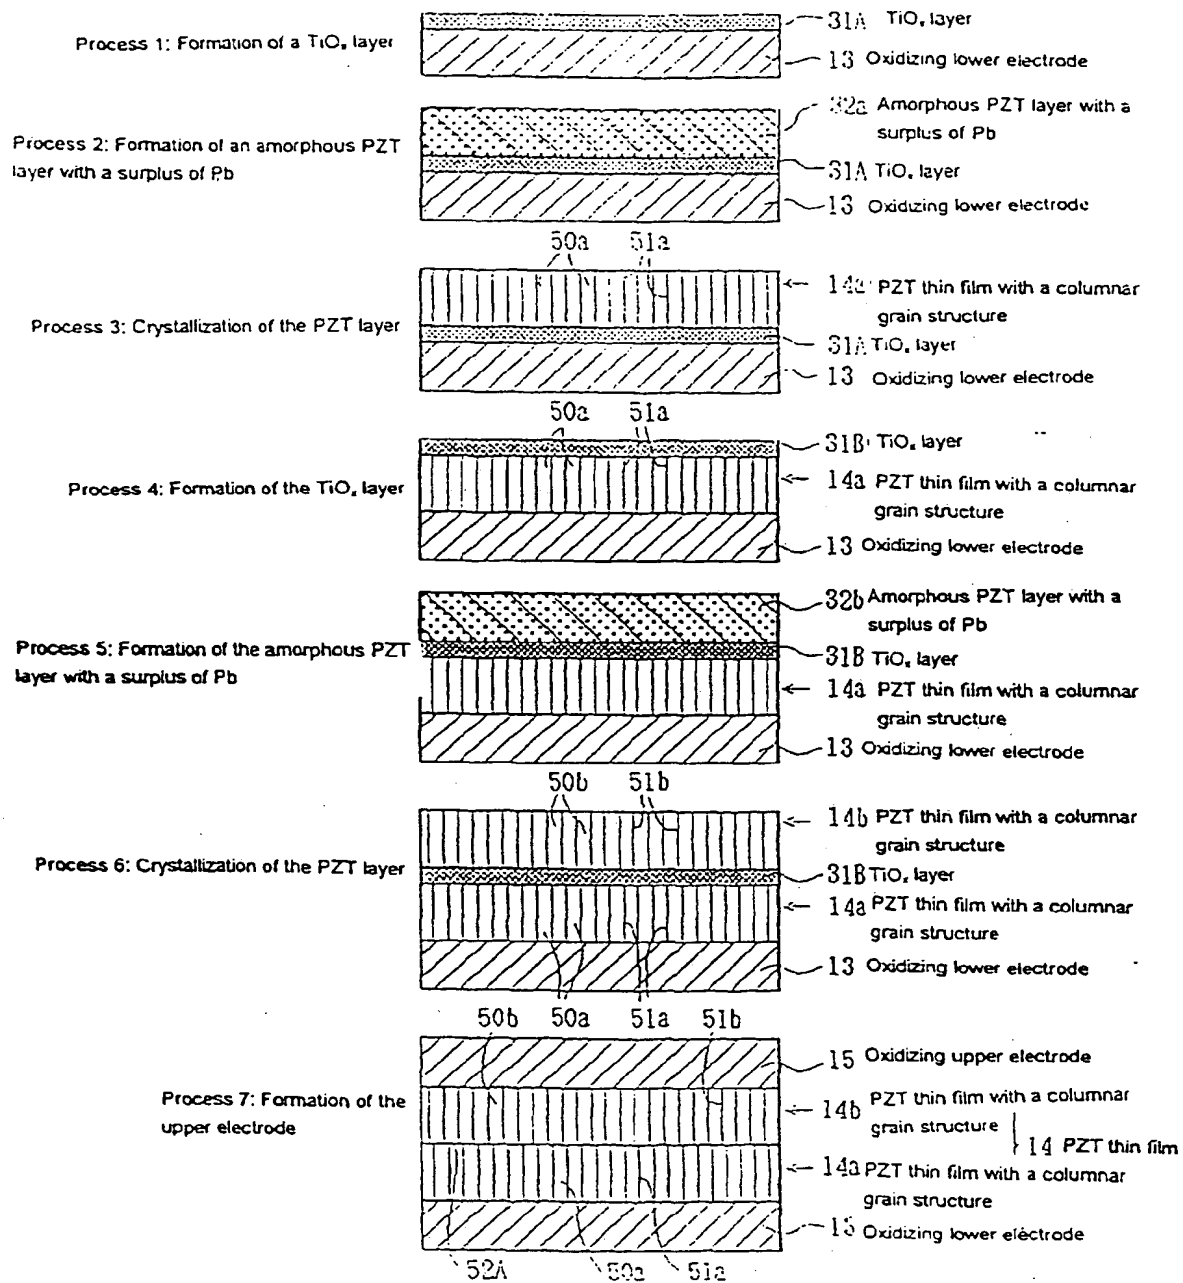 31A TiOₓ layer
Process 1: Formation of a TiOₓ layer
13 Oxidizing lower electrode
32a Amorphous PZT layer with a
surplus of Pb
Process 2: Formation of an amorphous PZT
layer with a surplus of Pb
31A TiOₓ layer
13 Oxidizing lower electrode
50a 51a
14a PZT thin film with a columnar
grain structure
Process 3: Crystallization of the PZT layer
31A TiOₓ layer
13 Oxidizing lower electrode
50a 51a
31B TiOₓ layer
Process 4: Formation of the TiOₓ layer
14a PZT thin film with a columnar
grain structure
13 Oxidizing lower electrode
32b Amorphous PZT layer with a
surplus of Pb
Process 5: Formation of the amorphous PZT
layer with a surplus of Pb
31B TiOₓ layer
14a PZT thin film with a columnar
grain structure
13 Oxidizing lower electrode
50b 51b
14b PZT thin film with a columnar
grain structure
Process 6: Crystallization of the PZT layer
31B TiOₓ layer
14a PZT thin film with a columnar
grain structure
13 Oxidizing lower electrode
50b 50a 51a 51b
15 Oxidizing upper electrode
Process 7: Formation of the
upper electrode
14b PZT thin film with a columnar
grain structure
14 PZT thin film
14a PZT thin film with a columnar
grain structure
13 Oxidizing lower electrode
52A 50a 51a